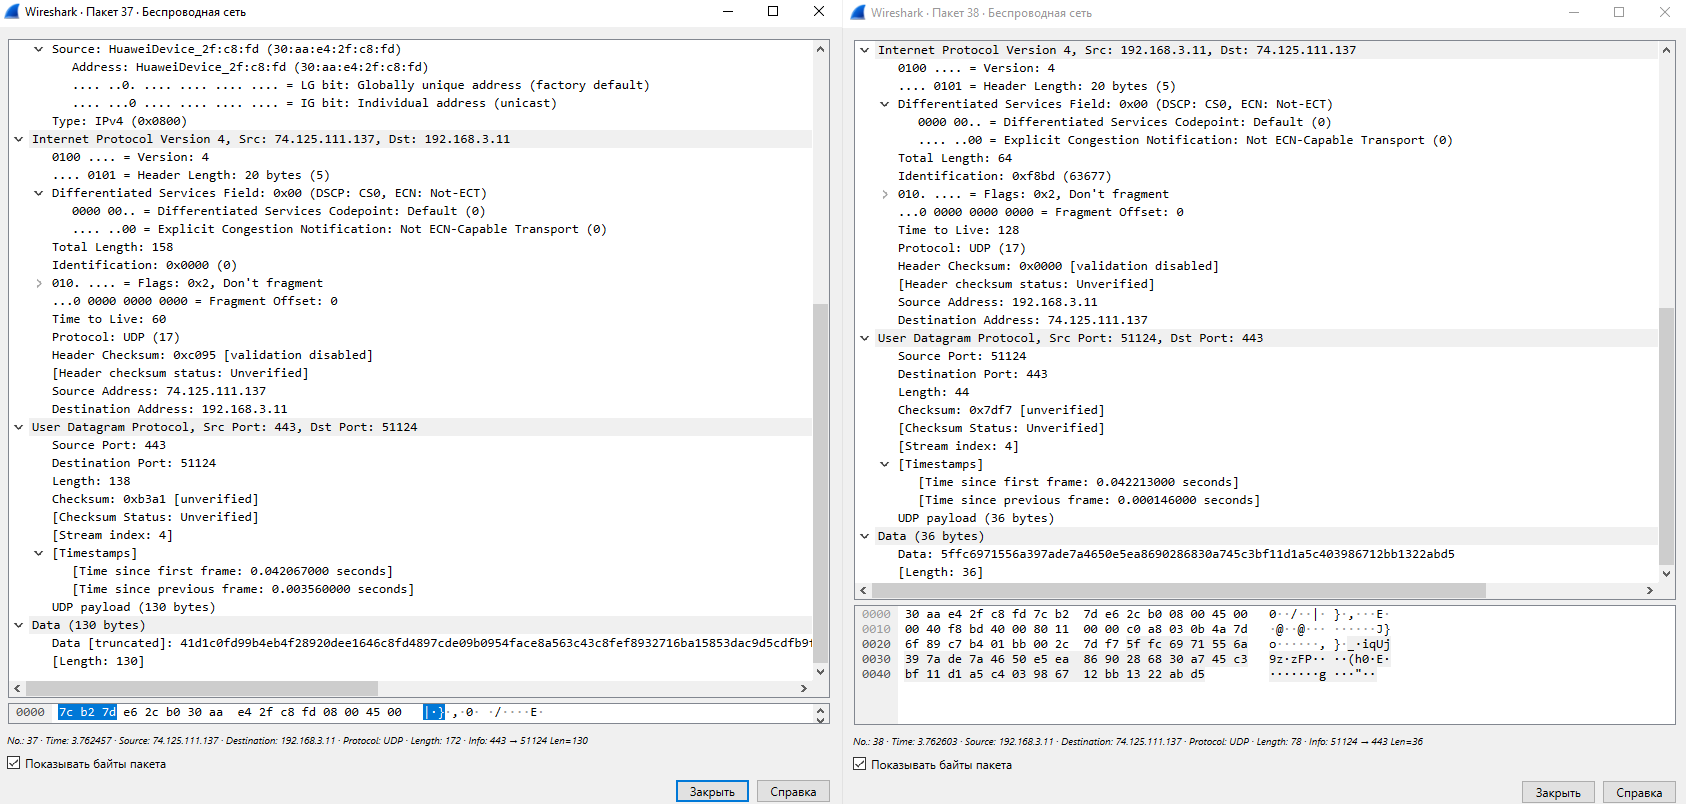 Wireshark · Пакет 37 · Беспроводная сеть
Source: HuaweiDevice_2f:c8:fd (30:aa:e4:2f:c8:fd)
Address: HuaweiDevice_2f:c8:fd (30:aa:e4:2f:c8:fd)
.... ..0. .... .... .... .... = LG bit: Globally unique address (factory default)
.... ...0 .... .... .... .... = IG bit: Individual address (unicast)
Type: IPv4 (0x0800)
Internet Protocol Version 4, Src: 74.125.111.137, Dst: 192.168.3.11
0100 .... = Version: 4
.... 0101 = Header Length: 20 bytes (5)
Differentiated Services Field: 0x00 (DSCP: CS0, ECN: Not-ECT)
0000 00.. = Differentiated Services Codepoint: Default (0)
.... ..00 = Explicit Congestion Notification: Not ECN-Capable Transport (0)
Total Length: 158
Identification: 0x0000 (0)
010. .... = Flags: 0x2, Don't fragment
...0 0000 0000 0000 = Fragment Offset: 0
Time to Live: 60
Protocol: UDP (17)
Header Checksum: 0xc095 [validation disabled]
[Header checksum status: Unverified]
Source Address: 74.125.111.137
Destination Address: 192.168.3.11
User Datagram Protocol, Src Port: 443, Dst Port: 51124
Source Port: 443
Destination Port: 51124
Length: 138
Checksum: 0xb3a1 [unverified]
[Checksum Status: Unverified]
[Stream index: 4]
[Timestamps]
[Time since first frame: 0.042067000 seconds]
[Time since previous frame: 0.003560000 seconds]
UDP payload (130 bytes)
Data (130 bytes)
Data [truncated]: 41d1c0fd99b4eb4f28920dee1646c8fd4897cde09b0954face8a563c43c8fef8932716ba15853dac9d5cdfb9f
[Length: 130]
0000 7c b2 7d e6 2c b0 30 aa e4 2f c8 fd 08 00 45 00 |·}·,·0· ·/····E·
No.: 37 · Time: 3.762457 · Source: 74.125.111.137 · Destination: 192.168.3.11 · Protocol: UDP · Length: 172 · Info: 443 → 51124 Len=130
Показывать байты пакета
Закрыть Справка
Wireshark · Пакет 38 · Беспроводная сеть
Internet Protocol Version 4, Src: 192.168.3.11, Dst: 74.125.111.137
0100 .... = Version: 4
.... 0101 = Header Length: 20 bytes (5)
Differentiated Services Field: 0x00 (DSCP: CS0, ECN: Not-ECT)
0000 00.. = Differentiated Services Codepoint: Default (0)
.... ..00 = Explicit Congestion Notification: Not ECN-Capable Transport (0)
Total Length: 64
Identification: 0xf8bd (63677)
010. .... = Flags: 0x2, Don't fragment
...0 0000 0000 0000 = Fragment Offset: 0
Time to Live: 128
Protocol: UDP (17)
Header Checksum: 0x0000 [validation disabled]
[Header checksum status: Unverified]
Source Address: 192.168.3.11
Destination Address: 74.125.111.137
User Datagram Protocol, Src Port: 51124, Dst Port: 443
Source Port: 51124
Destination Port: 443
Length: 44
Checksum: 0x7df7 [unverified]
[Checksum Status: Unverified]
[Stream index: 4]
[Timestamps]
[Time since first frame: 0.042213000 seconds]
[Time since previous frame: 0.000146000 seconds]
UDP payload (36 bytes)
Data (36 bytes)
Data: 5ffc6971556a397ade7a4650e5ea8690286830a745c3bf11d1a5c403986712bb1322abd5
[Length: 36]
0000 30 aa e4 2f c8 fd 7c b2 7d e6 2c b0 08 00 45 00 0··/··|· }·,···E·
0010 00 40 f8 bd 40 00 80 11 00 00 c0 a8 03 0b 4a 7d ·@··@··· ······J}
0020 6f 89 c7 b4 01 bb 00 2c 7d f7 5f fc 69 71 55 6a o······, }·_·iqUj
0030 39 7a de 7a 46 50 e5 ea 86 90 28 68 30 a7 45 c3 9z·zFP·· ··(h0·E·
0040 bf 11 d1 a5 c4 03 98 67 12 bb 13 22 ab d5 ·······g ···"··
No.: 38 · Time: 3.762603 · Source: 192.168.3.11 · Destination: 74.125.111.137 · Protocol: UDP · Length: 78 · Info: 51124 → 443 Len=36
Показывать байты пакета
Закрыть Справка